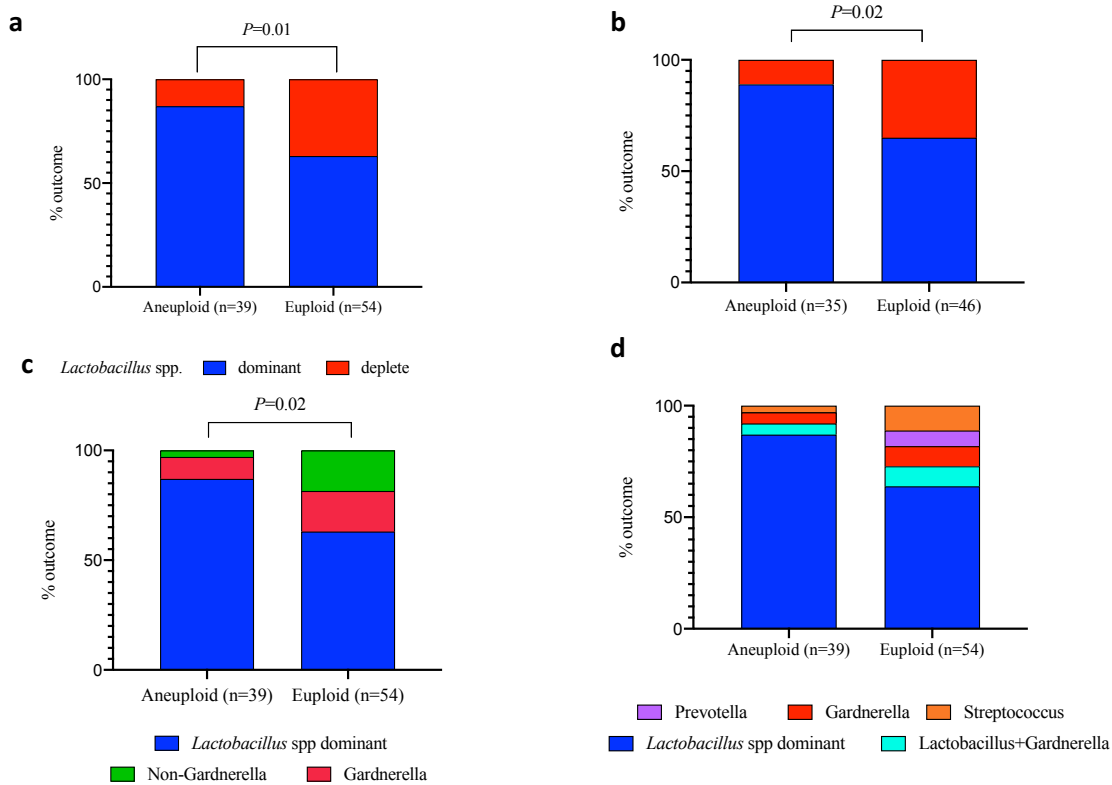 a
P=0.01
% outcome
100
50
0
Aneuploid (n=39) Euploid (n=54)
Lactobacillus spp. dominant deplete
b
P=0.02
% outcome
100
50
0
Aneuploid (n=35) Euploid (n=46)
c
P=0.02
% outcome
100
50
0
Aneuploid (n=39) Euploid (n=54)
Lactobacillus spp dominant
Non-Gardnerella Gardnerella
d
% outcome
100
50
0
Aneuploid (n=39) Euploid (n=54)
Prevotella Gardnerella Streptococcus
Lactobacillus spp dominant Lactobacillus+Gardnerella